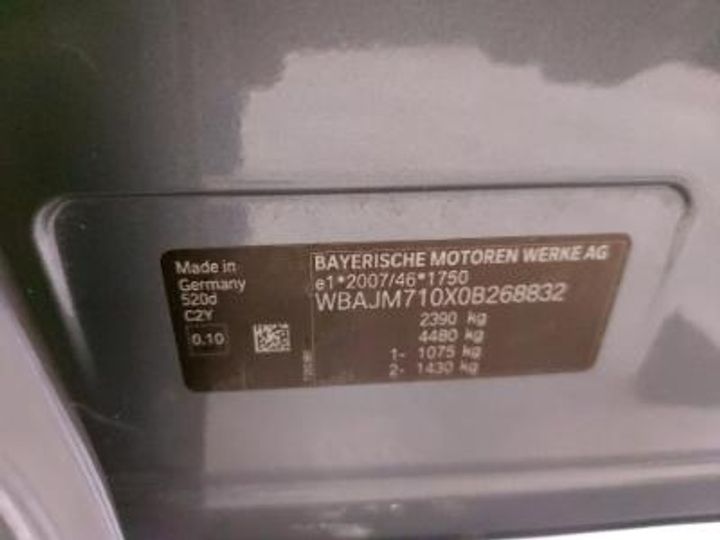 Made in
Germany
520d
C2Y
0.10
BAYERISCHE MOTOREN WERKE AG
e1*2007/46*1750
WBAJM710X0B268832
2390 kg
4480 kg
1- 1075 kg
2- 1430 kg